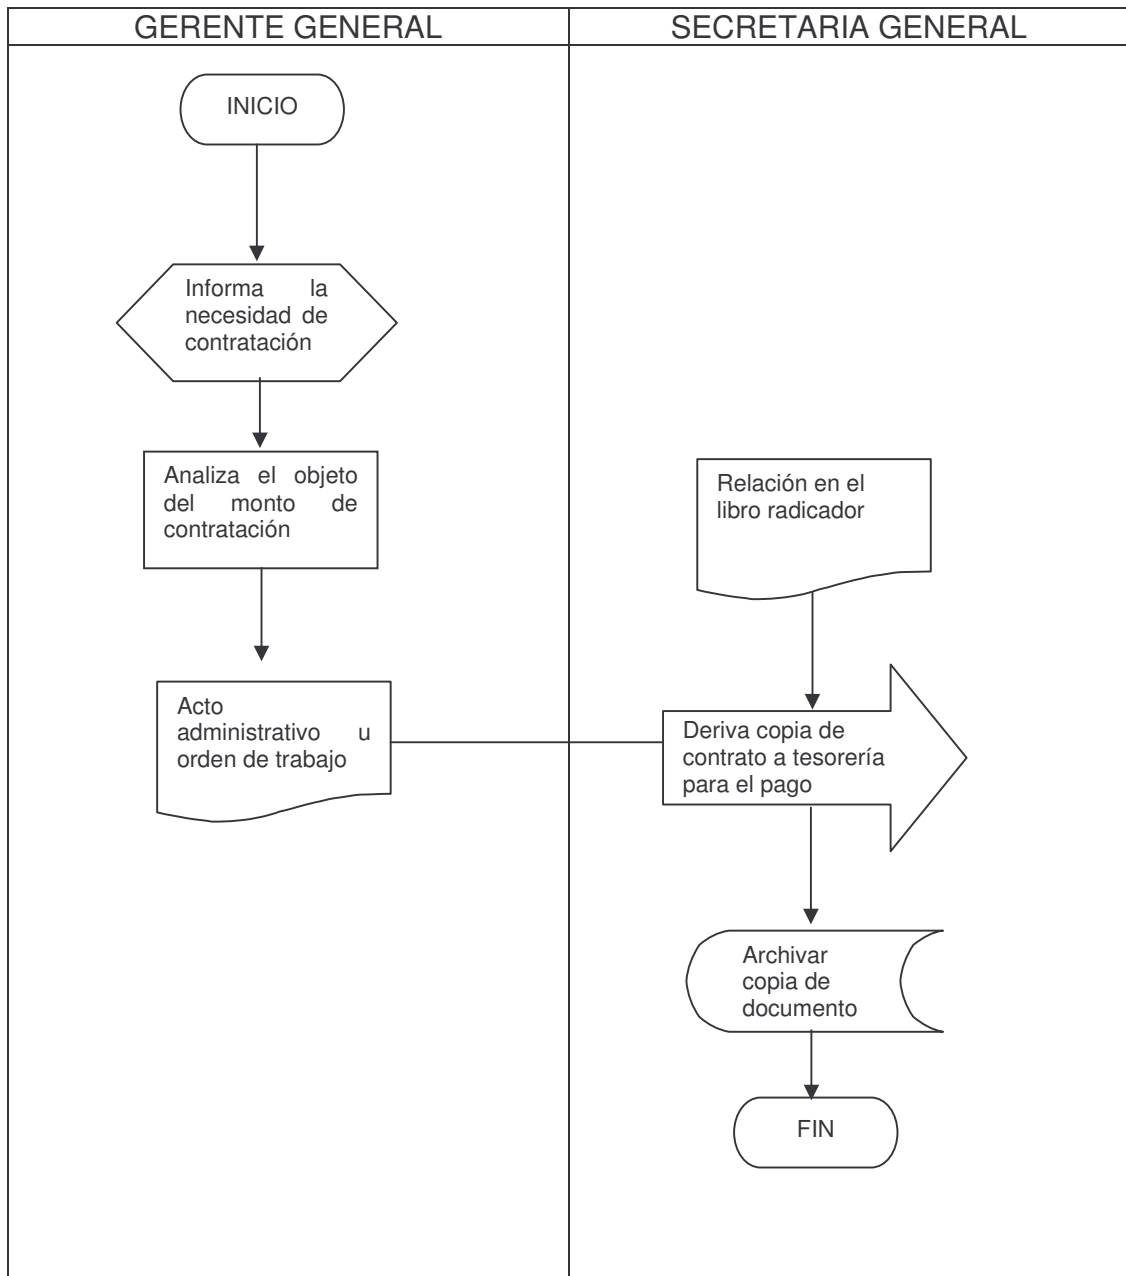 GERENTE GENERAL
SECRETARIA GENERAL
INICIO
Informa la
necesidad de
contratación
Analiza el objeto
del monto de
contratación
Acto
administrativo u
orden de trabajo
Relación en el
libro radicador
Deriva copia de
contrato a tesorería
para el pago
Archivar
copia de
documento
FIN